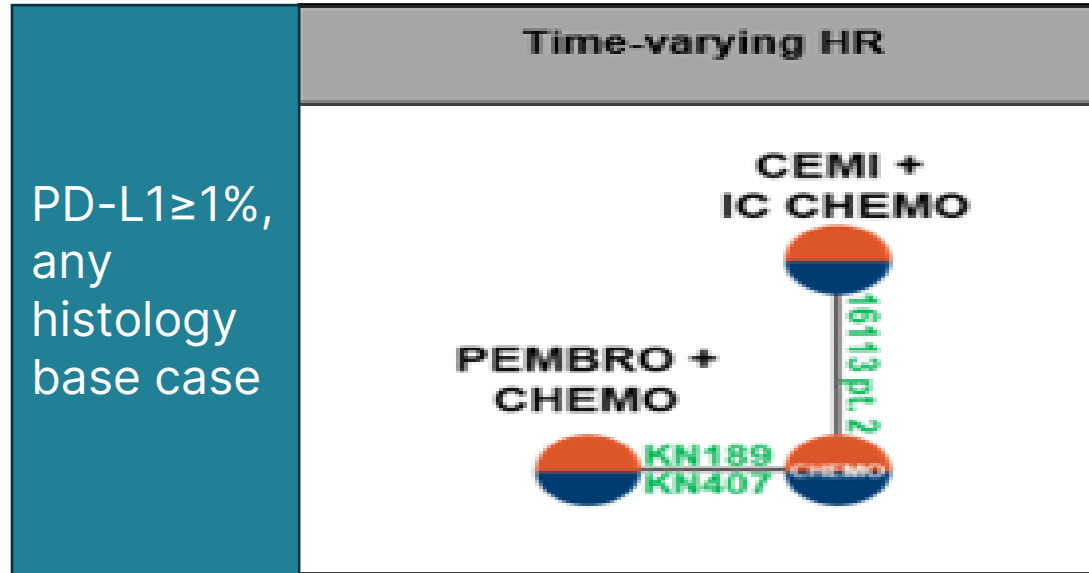 Time-varying HR
PD-L1≥1%,
any
histology
base case
CEMI +
IC CHEMO
16113 pt. 2
PEMBRO +
CHEMO
KN189
KN407
CHEMO